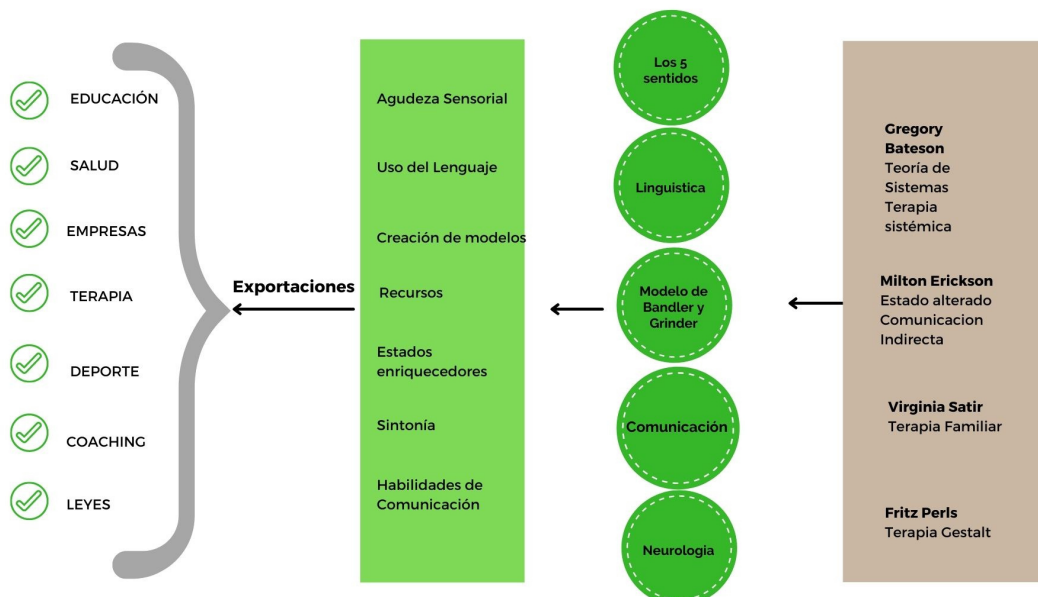 EDUCACIÓN
SALUD
EMPRESAS
TERAPIA
DEPORTE
COACHING
LEYES
Exportaciones
Agudeza Sensorial
Uso del Lenguaje
Creación de modelos
Recursos
Estados
enriquecedores
Sintonía
Habilidades de
Comunicación
Los 5
sentidos
Linguistica
Modelo de
Bandler y
Grinder
Comunicación
Neurologia
Gregory
Bateson
Teoría de
Sistemas
Terapia
sistémica
Milton Erickson
Estado alterado
Comunicacion
Indirecta
Virginia Satir
Terapia Familiar
Fritz Perls
Terapia Gestalt